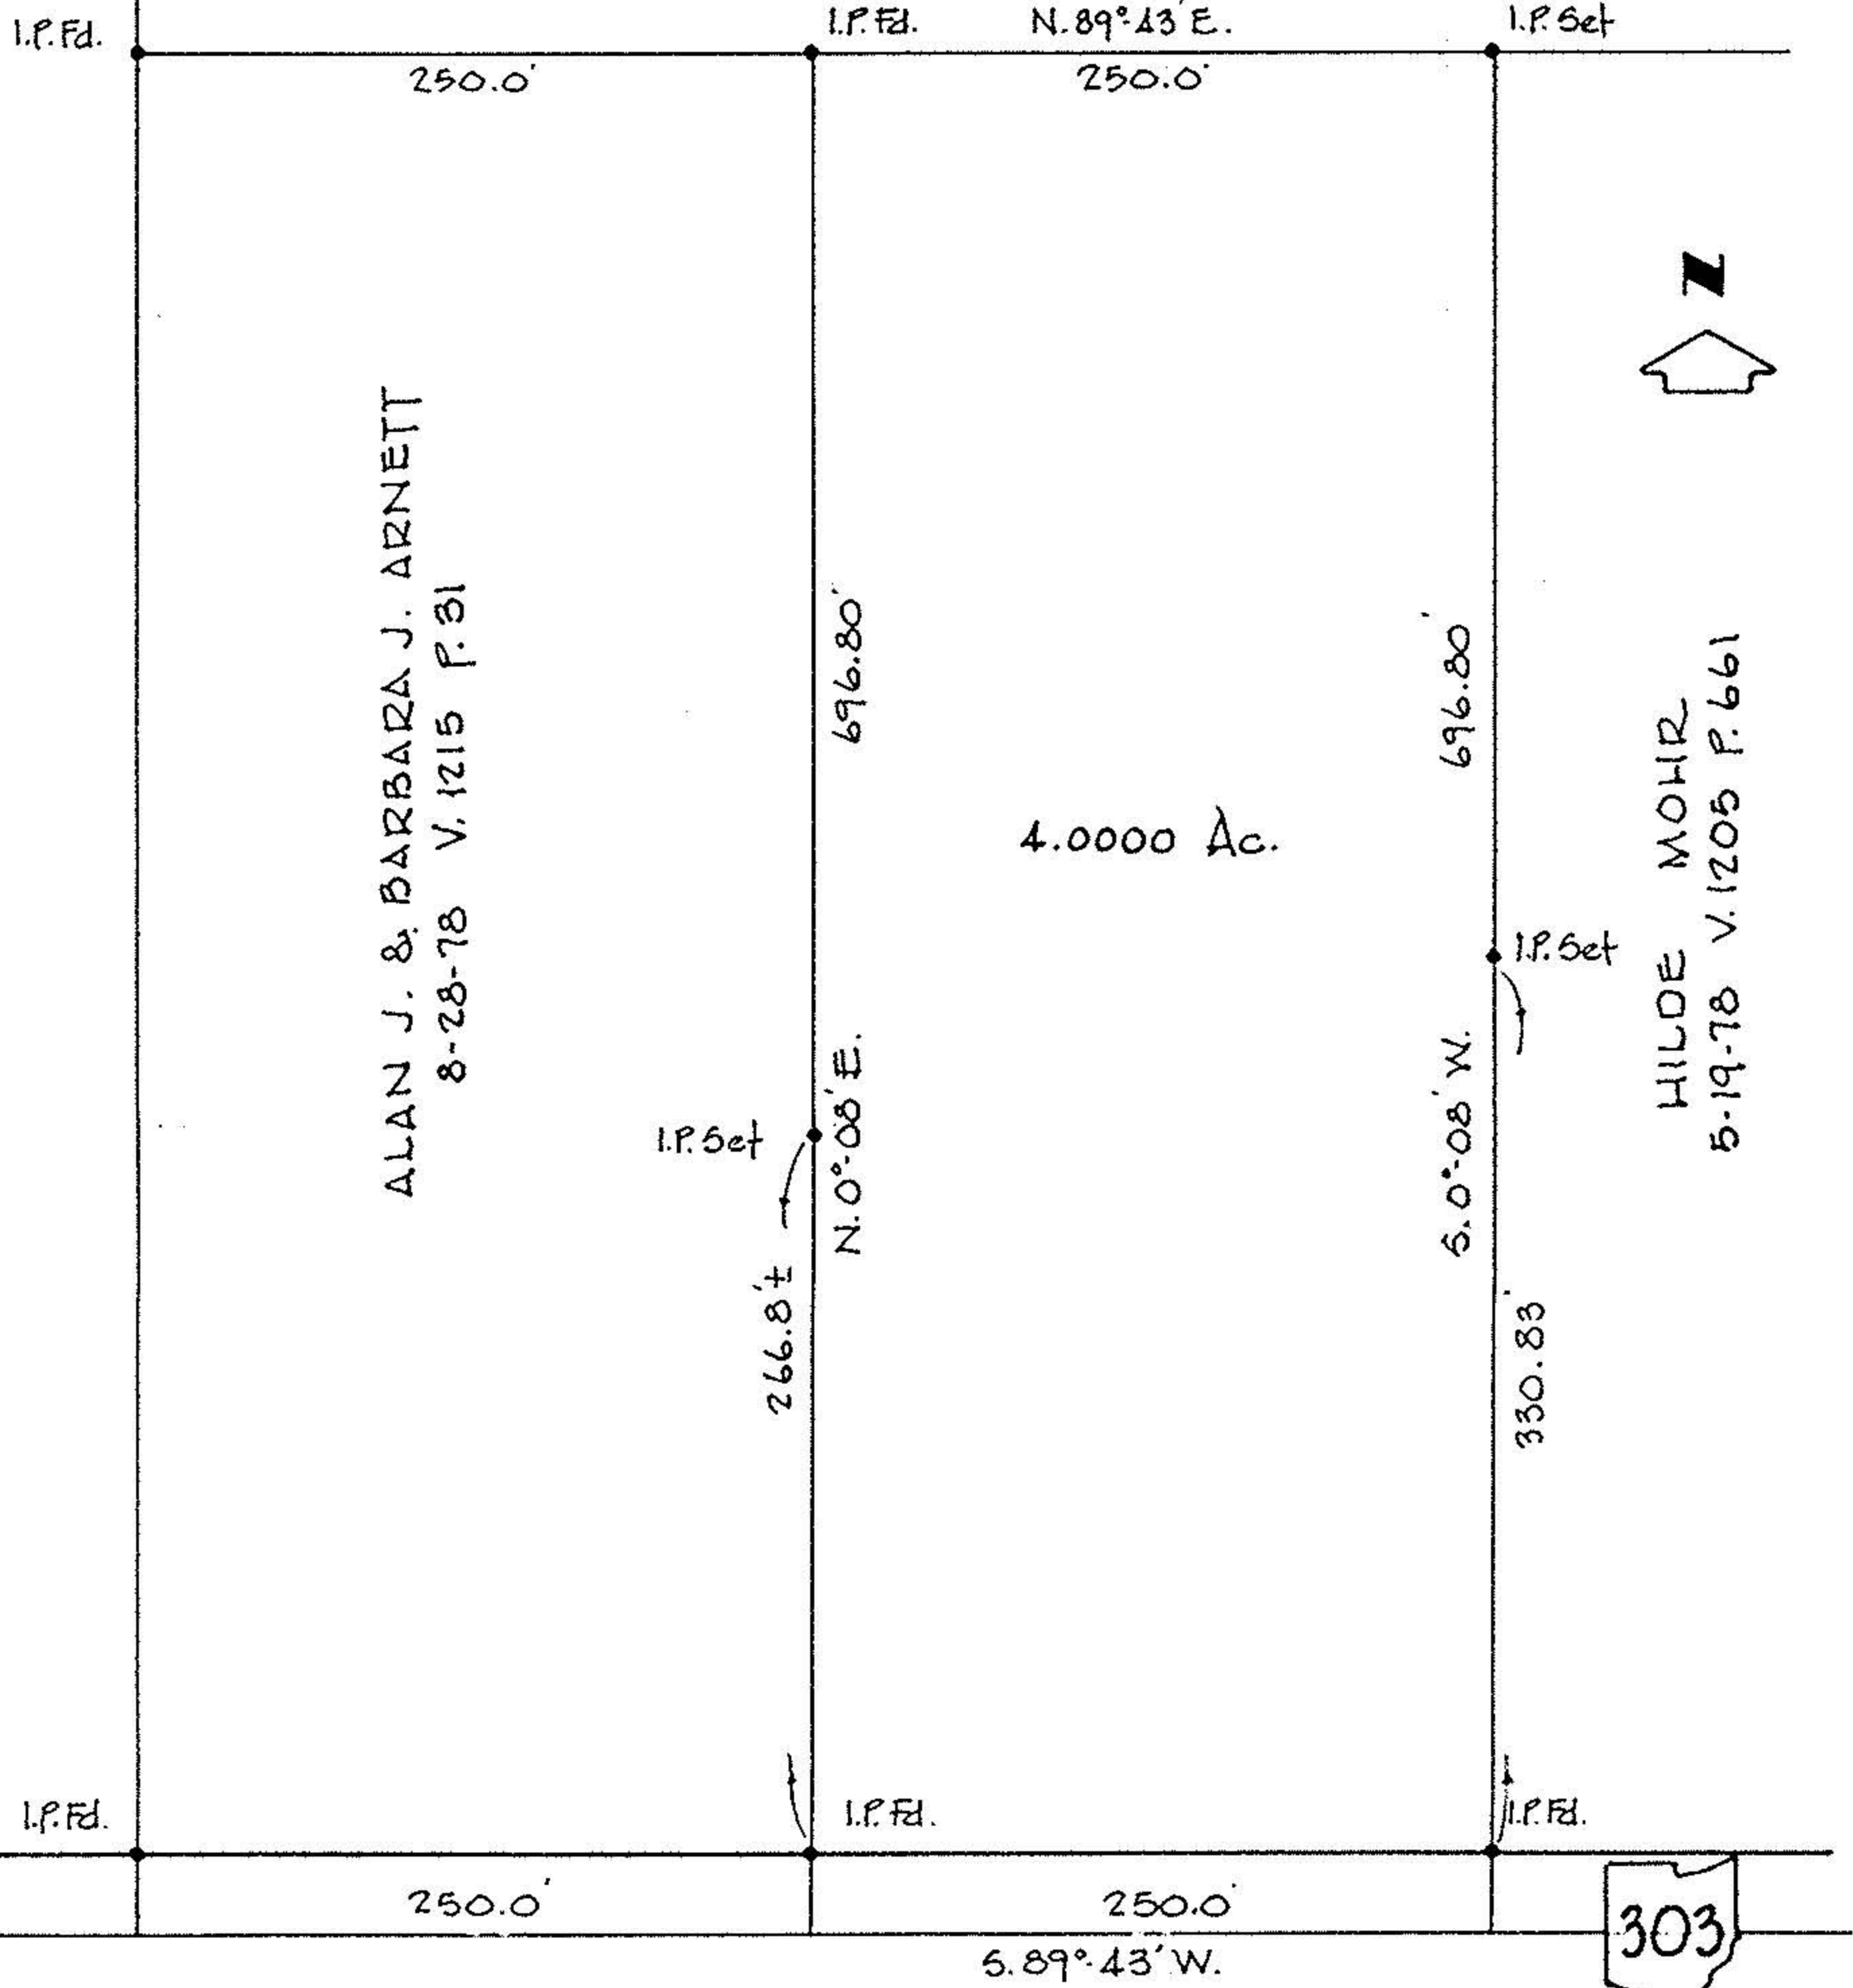 I.P. Fd.
I.P. Fd.
N. 89°-43' E.
I.P. Set
250.0'
250.0'
N
ALAN J. & BARBARA J. ARNETT
8-28-78 V. 1215 P. 31
696.80'
696.80'
HILDE MOHR
5-19-78 V. 1205 P. 661
4.0000 Ac.
I.P. Set
I.P. Set
N. 0°-08' E.
S. 0°-08' W.
266.8'±
330.83'
I.P. Fd.
I.P. Fd.
I.P. Fd.
250.0'
250.0'
303
S. 89°-43' W.